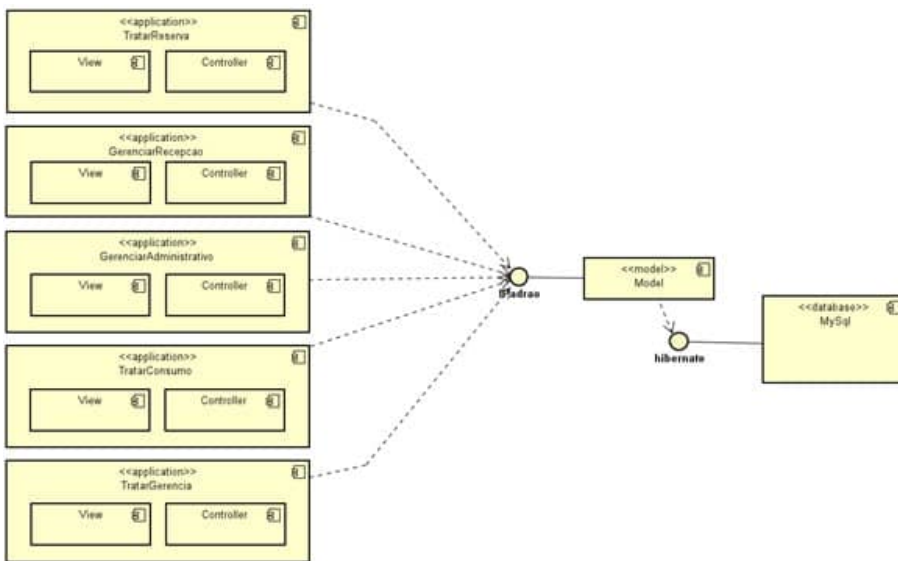 <<application>>
TratarReserva
View
Controller
<<application>>
GerenciarRecepcao
View
Controller
<<application>>
GerenciarAdministrativo
View
Controller
<<application>>
TratarConsumo
View
Controller
<<application>>
TratarGerencia
View
Controller
<<model>>
Model
hibernate
<<database>>
MySql